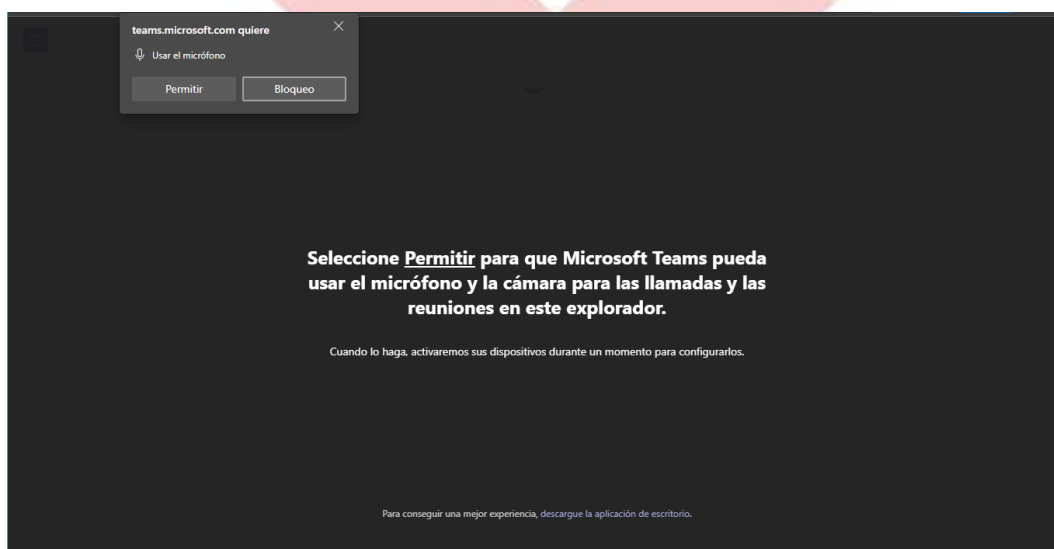 teams.microsoft.com quiere
Usar el micrófono
Permitir
Bloqueo
Seleccione Permitir para que Microsoft Teams pueda
usar el micrófono y la cámara para las llamadas y las
reuniones en este explorador.
Cuando lo haga, activaremos sus dispositivos durante un momento para configurarlos.
Para conseguir una mejor experiencia, descargue la aplicación de escritorio.